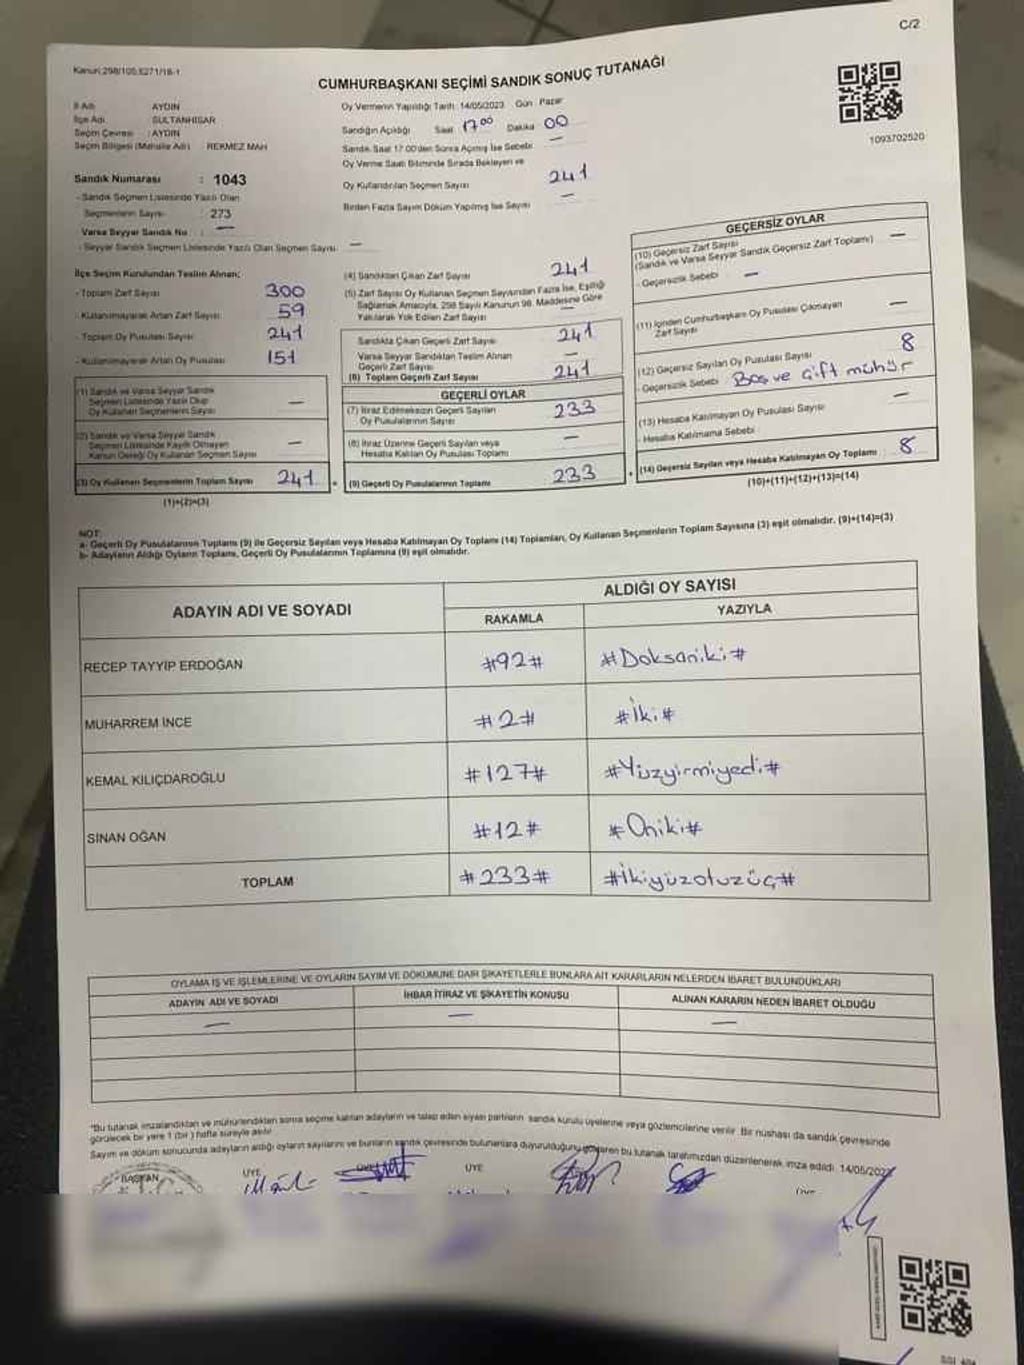 C/2
Kanun:298/105;6271/18-1
CUMHURBAŞKANI SEÇİMİ SANDIK SONUÇ TUTANAĞI
1093702520
İl Adı AYDIN
İlçe Adı SULTANHİSAR
Seçim Çevresi : AYDIN
Seçim Bölgesi (Mahalle Adı) REKMEZ MAH
Sandık Numarası : 1043
- Sandık Seçmen Listesinde Yazılı Olan
Seçmenlerin Sayısı : 273
Varsa Seyyar Sandık No : —
- Seyyar Sandık Seçmen Listesinde Yazılı Olan Seçmen Sayısı : —
Oy Vermenin Yapıldığı Tarih: 14/05/2023 Gün Pazar
Sandığın Açıldığı Saat 17 00 Dakika 00
Sandık Saat 17:00'den Sonra Açılmış İse Sebebi —
Oy Verme Saati Bitiminde Sırada Bekleyen ve
Oy Kullandırılan Seçmen Sayısı 241
Birden Fazla Sayım Döküm Yapılmış İse Sayısı —
İlçe Seçim Kurulundan Teslim Alınan;
- Toplam Zarf Sayısı 300
- Kullanılmayarak Artan Zarf Sayısı 59
- Toplam Oy Pusulası Sayısı 241
- Kullanılmayarak Artan Oy Pusulası 151
(1) Sandık ve Varsa Seyyar Sandık
Seçmen Listesinde Yazılı Olup
Oy Kullanan Seçmenlerin Sayısı —
(2) Sandık ve Varsa Seyyar Sandık
Seçmen Listesinde Kayıtlı Olmayan
Kanun Gereği Oy Kullanan Seçmen Sayısı —
(3) Oy Kullanan Seçmenlerin Toplam Sayısı 241
(1)+(2)=(3)
(4) Sandıktan Çıkan Zarf Sayısı 241
(5) Zarf Sayısı Oy Kullanan Seçmen Sayısından Fazla İse, Eşitliği
Sağlamak Amacıyla, 298 Sayılı Kanunun 98. Maddesine Göre
Yakılarak Yok Edilen Zarf Sayısı —
Sandıkta Çıkan Geçerli Zarf Sayısı 241
Varsa Seyyar Sandıktan Teslim Alınan
Geçerli Zarf Sayısı —
(6) Toplam Geçerli Zarf Sayısı 241
GEÇERLİ OYLAR
(7) İtiraz Edilmeksizin Geçerli Sayılan
Oy Pusulalarının Sayısı 233
(8) İtiraz Üzerine Geçerli Sayılan veya
Hesaba Katılan Oy Pusulası Toplamı —
(9) Geçerli Oy Pusulalarının Toplamı 233
GEÇERSİZ OYLAR
(10) Geçersiz Zarf Sayısı
(Sandık ve Varsa Seyyar Sandık Geçersiz Zarf Toplamı) —
- Geçersizlik Sebebi —
(11) İçinden Cumhurbaşkanı Oy Pusulası Çıkmayan
Zarf Sayısı —
(12) Geçersiz Sayılan Oy Pusulası Sayısı 8
- Geçersizlik Sebebi Boş ve Çift mühür
(13) Hesaba Katılmayan Oy Pusulası Sayısı —
- Hesaba Katılmama Sebebi
(14) Geçersiz Sayılan veya Hesaba Katılmayan Oy Toplamı 8
(10)+(11)+(12)+(13)=(14)
NOT:
a- Geçerli Oy Pusulalarının Toplamı (9) ile Geçersiz Sayılan veya Hesaba Katılmayan Oy Toplamı (14) Toplamları, Oy Kullanan Seçmenlerin Toplam Sayısına (3) eşit olmalıdır. (9)+(14)=(3)
b- Adayların Aldığı Oyların Toplamı, Geçerli Oy Pusulalarının Toplamına (9) eşit olmalıdır.
ADAYIN ADI VE SOYADI ALDIĞI OY SAYISI
RAKAMLA YAZIYLA
RECEP TAYYİP ERDOĞAN #92# #Doksaniki#
MUHARREM İNCE #2# #İki#
KEMAL KILIÇDAROĞLU #127# #Yüzyirmiyedi#
SİNAN OĞAN #12# #Oniki#
TOPLAM #233# #İkiyüzotuzüç#
OYLAMA İŞ VE İŞLEMLERİNE VE OYLARIN SAYIM VE DÖKÜMÜNE DAİR ŞİKAYETLERLE BUNLARA AİT KARARLARIN NELERDEN İBARET BULUNDUKLARI
ADAYIN ADI VE SOYADI İHBAR İTİRAZ VE ŞİKAYETİN KONUSU ALINAN KARARIN NEDEN İBARET OLDUĞU
— — —
"Bu tutanak imzalandıktan ve mühürlendikten sonra seçime katılan adayların ve talep eden siyasi partilerin sandık kurulu üyelerine veya gözlemcilerine verilir. Bir nüshası da sandık çevresinde
görülecek bir yere 1 (bir) hafta süreyle asılır
Sayım ve döküm sonucunda adayların aldığı oyların sayılarını ve bunların sandık çevresinde bulunanlara duyurulduğunu gösteren bu tutanak tarafımızdan düzenlenerek imza edildi. 14/05/2023
BAŞKAN ÜYE ÜYE